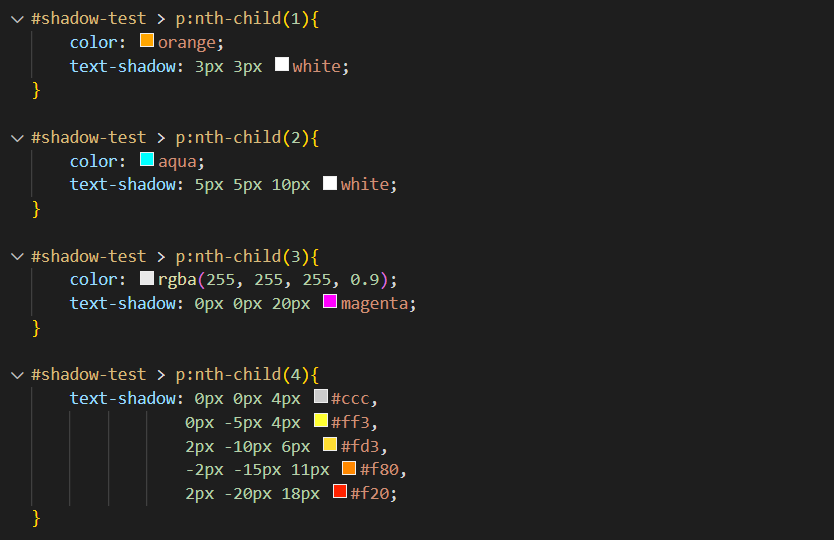 #shadow-test > p:nth-child(1){
color: orange;
text-shadow: 3px 3px white;
}
#shadow-test > p:nth-child(2){
color: aqua;
text-shadow: 5px 5px 10px white;
}
#shadow-test > p:nth-child(3){
color: rgba(255, 255, 255, 0.9);
text-shadow: 0px 0px 20px magenta;
}
#shadow-test > p:nth-child(4){
text-shadow: 0px 0px 4px #ccc,
0px -5px 4px #ff3,
2px -10px 6px #fd3,
-2px -15px 11px #f80,
2px -20px 18px #f20;
}